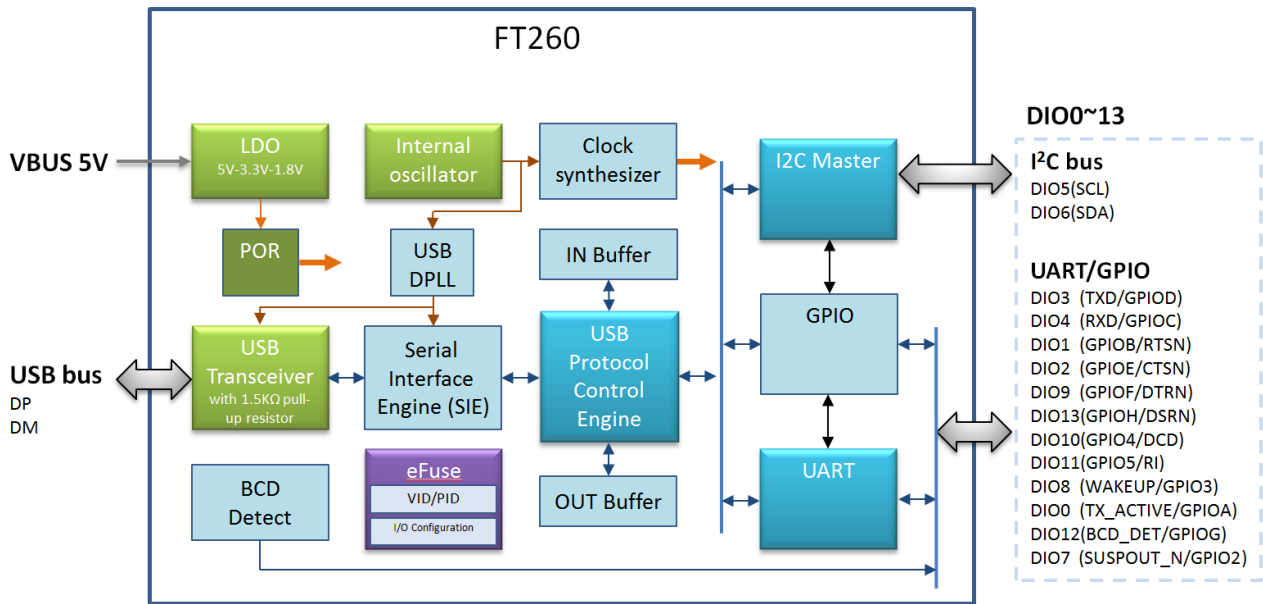 FT260
VBUS 5V
LDO
5V-3.3V-1.8V
Internal
oscillator
Clock
synthesizer
I2C Master
POR
USB
DPLL
IN Buffer
GPIO
USB bus
DP
DM
USB
Transceiver
with 1.5KΩ pull-
up resistor
Serial
Interface
Engine (SIE)
USB
Protocol
Control
Engine
BCD
Detect
eFuse
VID/PID
I/O Configuration
OUT Buffer
UART
DIO0~13
I²C bus
DIO5(SCL)
DIO6(SDA)
UART/GPIO
DIO3 (TXD/GPIOD)
DIO4 (RXD/GPIOC)
DIO1 (GPIOB/RTSN)
DIO2 (GPIOE/CTSN)
DIO9 (GPIOF/DTRN)
DIO13(GPIOH/DSRN)
DIO10(GPIO4/DCD)
DIO11(GPIO5/RI)
DIO8 (WAKEUP/GPIO3)
DIO0 (TX_ACTIVE/GPIOA)
DIO12(BCD_DET/GPIOG)
DIO7 (SUSPOUT_N/GPIO2)